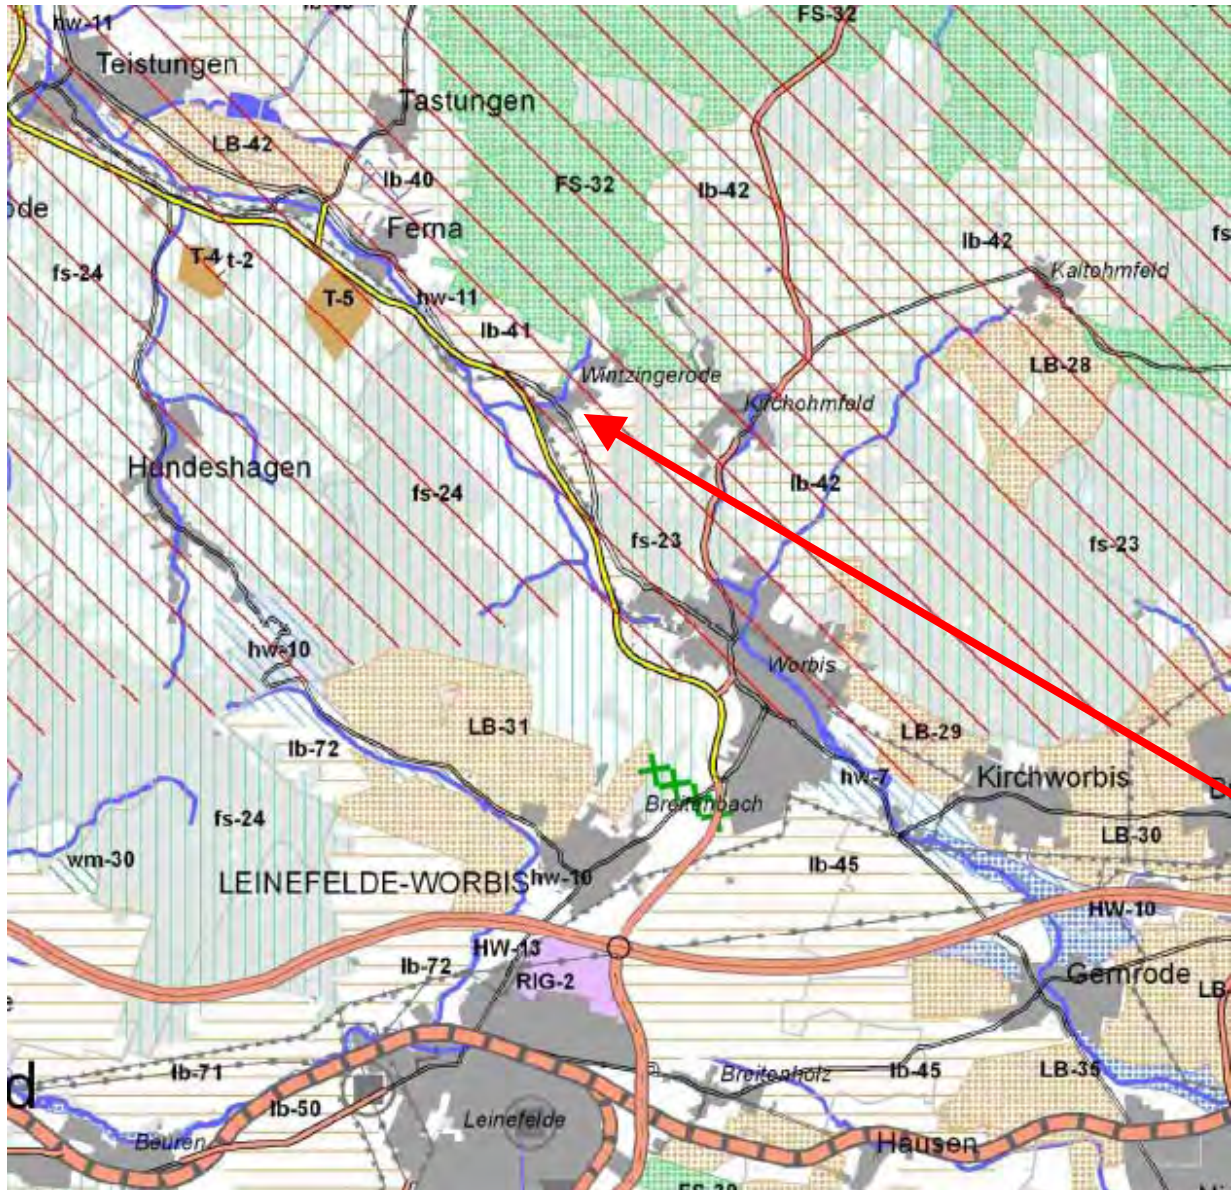 hw-11
FS-32
Teistungen
Tastungen
LB-42
lb-40
FS-32
lb-42
ode
Ferna
lb-42
fs
fs-24
T-4
t-2
Kaltohmfeld
T-5
hw-11
lb-41
LB-28
Wintzingerode
Kirchohmfeld
Hundeshagen
fs-24
lb-42
fs-23
fs-23
hw-10
Worbis
LB-31
LB-29
lb-72
Kirchworbis
hw-7
Breitenbach
fs-24
LB-30
wm-30
lb-45
LEINEFELDE-WORBIS
hw-10
HW-10
HW-13
lb-72
RIG-2
Gernrode
LB-
lb-71
d
Breitenholz
lb-45
LB-35
lb-50
Leinefelde
Beuren
Hausen